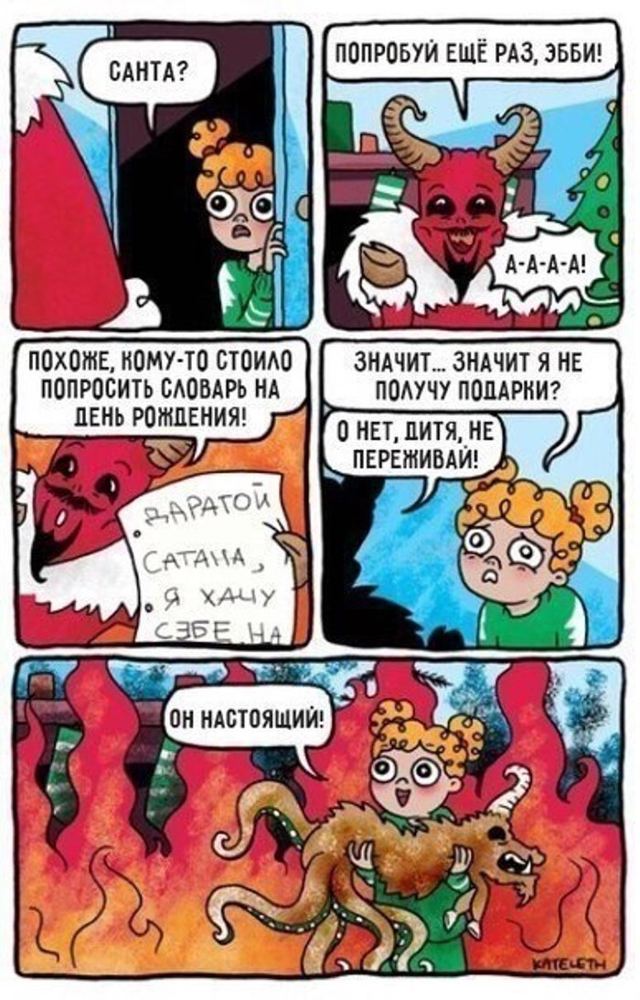 САНТА?
ПОПРОБУЙ ЕЩЁ РАЗ, ЭББИ!
А-А-А-А!
ПОХОЖЕ, КОМУ-ТО СТОИЛО
ПОПРОСИТЬ СЛОВАРЬ НА
ДЕНЬ РОЖДЕНИЯ!
ДАРАГОЙ
САТАНА,
Я ХАЧУ
СЭБЕ НА
ЗНАЧИТ... ЗНАЧИТ Я НЕ
ПОЛУЧУ ПОДАРКИ?
О НЕТ, ДИТЯ, НЕ
ПЕРЕЖИВАЙ!
ОН НАСТОЯЩИЙ!
KATELETH